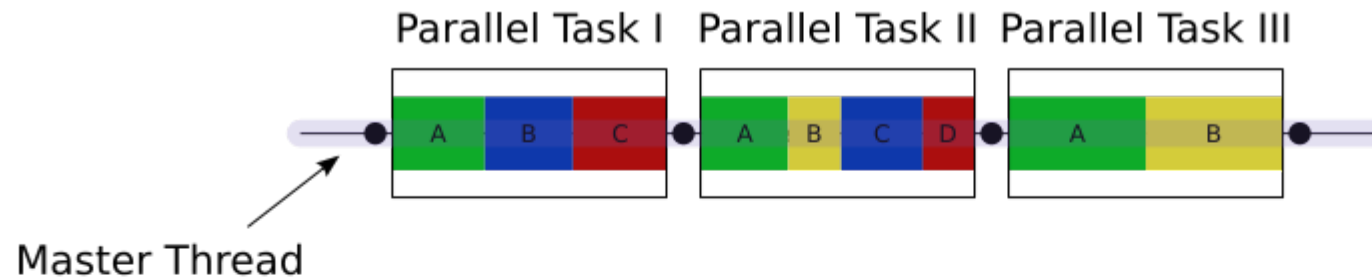 Parallel Task I
Parallel Task II
Parallel Task III
A B C
A B C D
A B
Master Thread